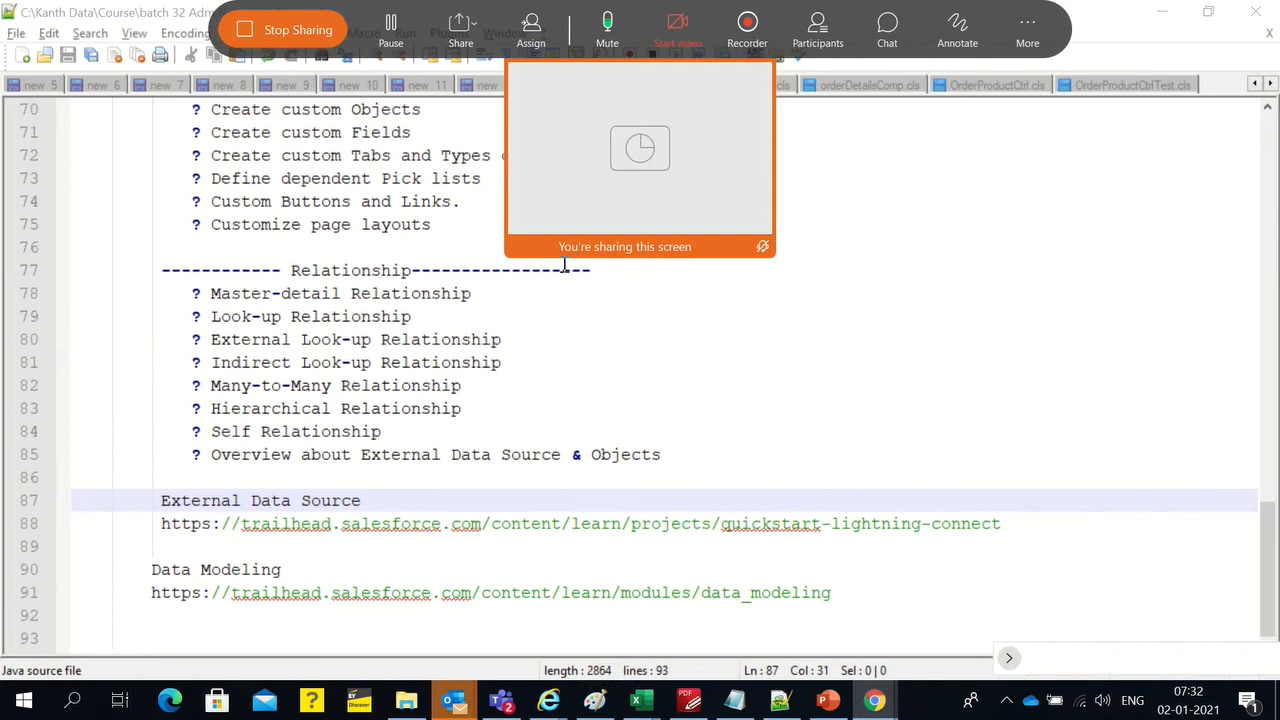 C:\Kanth Data\Course\batch 32 Adm
Stop Sharing
Pause
Share
Assign
Mute
Start video
Recorder
Participants
Chat
Annotate
More
File Edit Search View Encoding
new 5 new 6 new 7 new 8 new 9 new 10 new 11 new cls orderDetailsComp.cls OrderProductCtrl.cls OrderProductCtrlTest.cls
70 ? Create custom Objects
71 ? Create custom Fields
72 ? Create custom Tabs and Types
73 ? Define dependent Pick lists
74 ? Custom Buttons and Links.
75 ? Customize page layouts
76
You're sharing this screen
77 ------------ Relationship------------------
78 ? Master-detail Relationship
79 ? Look-up Relationship
80 ? External Look-up Relationship
81 ? Indirect Look-up Relationship
82 ? Many-to-Many Relationship
83 ? Hierarchical Relationship
84 ? Self Relationship
85 ? Overview about External Data Source & Objects
86
87 External Data Source
88 https://trailhead.salesforce.com/content/learn/projects/quickstart-lightning-connect
89
90 Data Modeling
91 https://trailhead.salesforce.com/content/learn/modules/data_modeling
92
93
Java source file length : 2864 lines : 93 Ln : 87 Col : 31 Sel : 0 | 0
ENG
07:32
02-01-2021